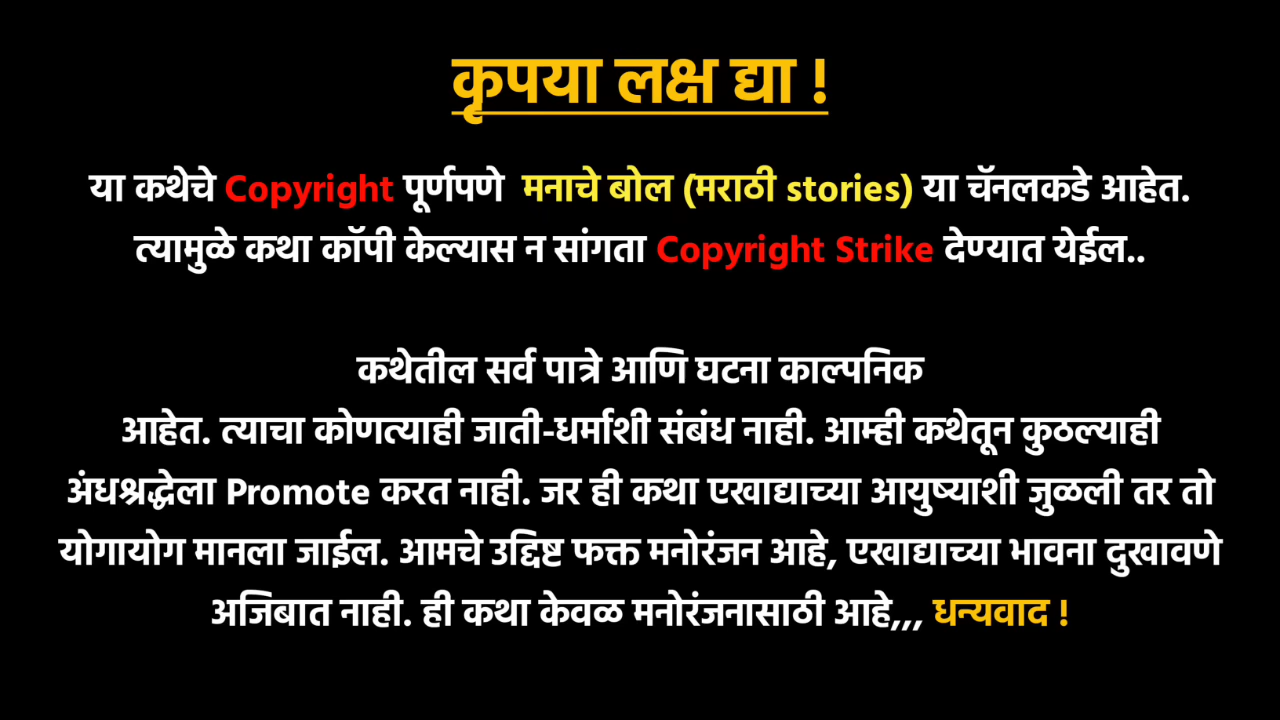 कृपया लक्ष द्या !
या कथेचे Copyright पूर्णपणे मनाचे बोल (मराठी stories) या चॅनलकडे आहेत.
त्यामुळे कथा कॉपी केल्यास न सांगता Copyright Strike देण्यात येईल..
कथेतील सर्व पात्रे आणि घटना काल्पनिक
आहेत. त्याचा कोणत्याही जाती-धर्माशी संबंध नाही. आम्ही कथेतून कुठल्याही
अंधश्रद्धेला Promote करत नाही. जर ही कथा एखाद्याच्या आयुष्याशी जुळली तर तो
योगायोग मानला जाईल. आमचे उद्दिष्ट फक्त मनोरंजन आहे, एखाद्याच्या भावना दुखावणे
अजिबात नाही. ही कथा केवळ मनोरंजनासाठी आहे,,, धन्यवाद !